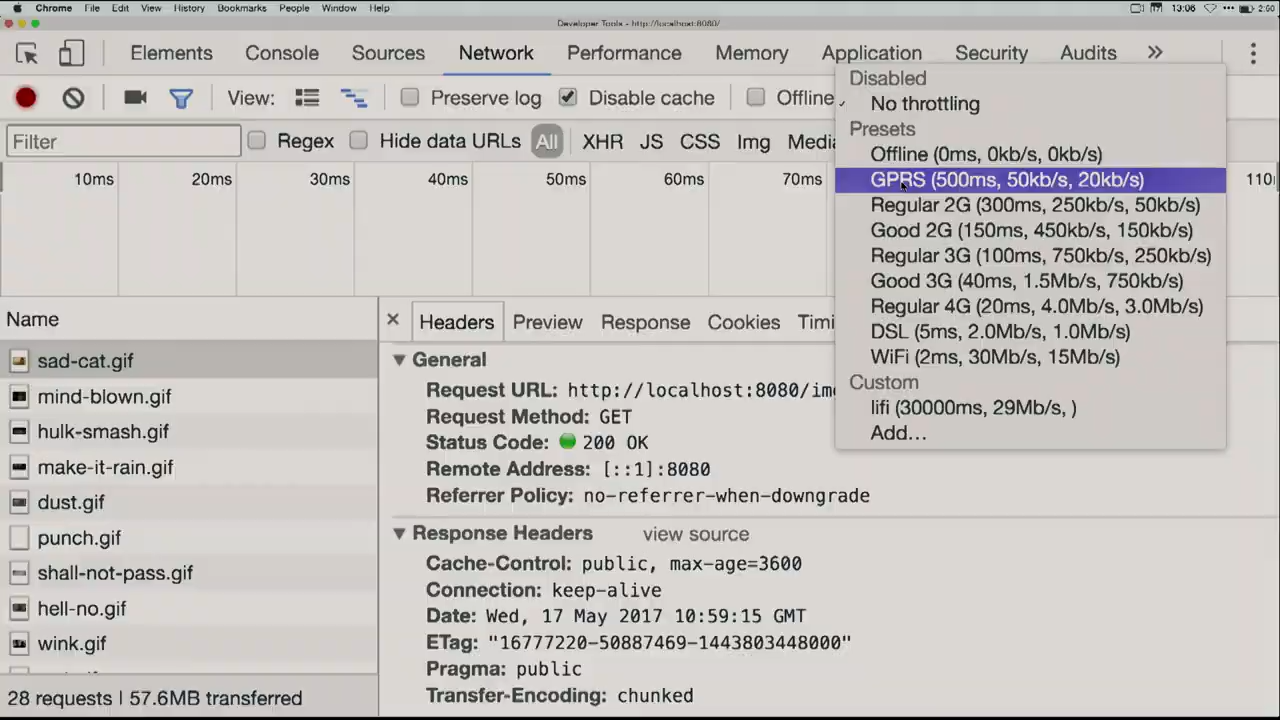 Chrome File Edit View History Bookmarks People Window Help 13:06 2:60
Developer Tools - http://localhost:8080/
Elements Console Sources Network Performance Memory Application Security Audits »
View: Preserve log Disable cache Offline
Filter Regex Hide data URLs All XHR JS CSS Img Media
10ms 20ms 30ms 40ms 50ms 60ms 70ms 110
Disabled
✓ No throttling
Presets
Offline (0ms, 0kb/s, 0kb/s)
GPRS (500ms, 50kb/s, 20kb/s)
Regular 2G (300ms, 250kb/s, 50kb/s)
Good 2G (150ms, 450kb/s, 150kb/s)
Regular 3G (100ms, 750kb/s, 250kb/s)
Good 3G (40ms, 1.5Mb/s, 750kb/s)
Regular 4G (20ms, 4.0Mb/s, 3.0Mb/s)
DSL (5ms, 2.0Mb/s, 1.0Mb/s)
WiFi (2ms, 30Mb/s, 15Mb/s)
Custom
lifi (30000ms, 29Mb/s, )
Add…
Name
sad-cat.gif
mind-blown.gif
hulk-smash.gif
make-it-rain.gif
dust.gif
punch.gif
shall-not-pass.gif
hell-no.gif
wink.gif
28 requests | 57.6MB transferred
× Headers Preview Response Cookies Timi
General
Request URL: http://localhost:8080/im
Request Method: GET
Status Code: 200 OK
Remote Address: [::1]:8080
Referrer Policy: no-referrer-when-downgrade
Response Headers view source
Cache-Control: public, max-age=3600
Connection: keep-alive
Date: Wed, 17 May 2017 10:59:15 GMT
ETag: "16777220-50887469-1443803448000"
Pragma: public
Transfer-Encoding: chunked